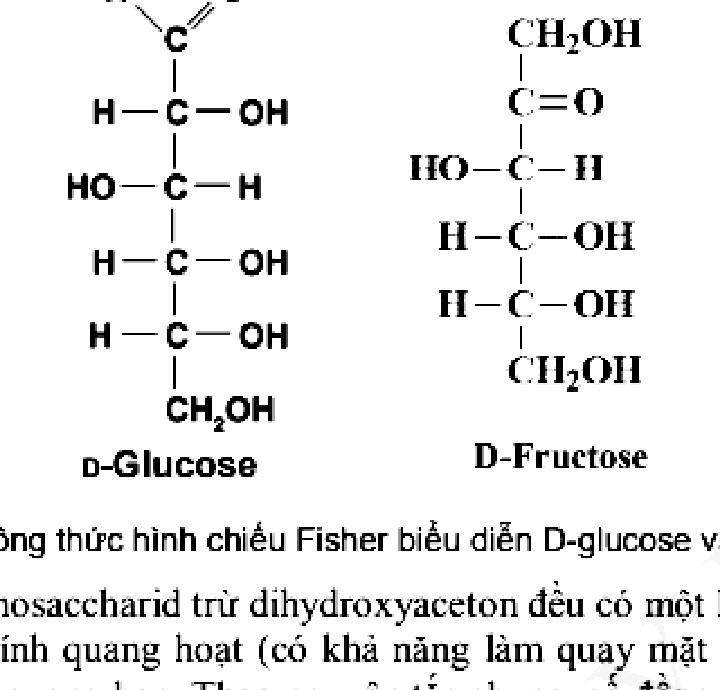 C
H—C—OH
HO—C—H
H—C—OH
H—C—OH
CH₂OH
D-Glucose
CH₂OH
C=O
HO—C—H
H—C—OH
H—C—OH
CH₂OH
D-Fructose
ông thức hình chiếu Fisher biểu diễn D-glucose v
nosaccharid trừ dihydroxyaceton đều có một
ính quang hoạt (có khả năng làm quay mặt